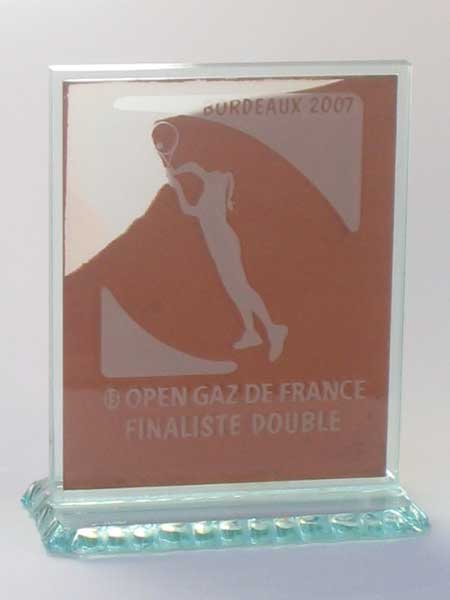 BORDEAUX 2007
OPEN GAZ DE FRANCE
FINALISTE DOUBLE